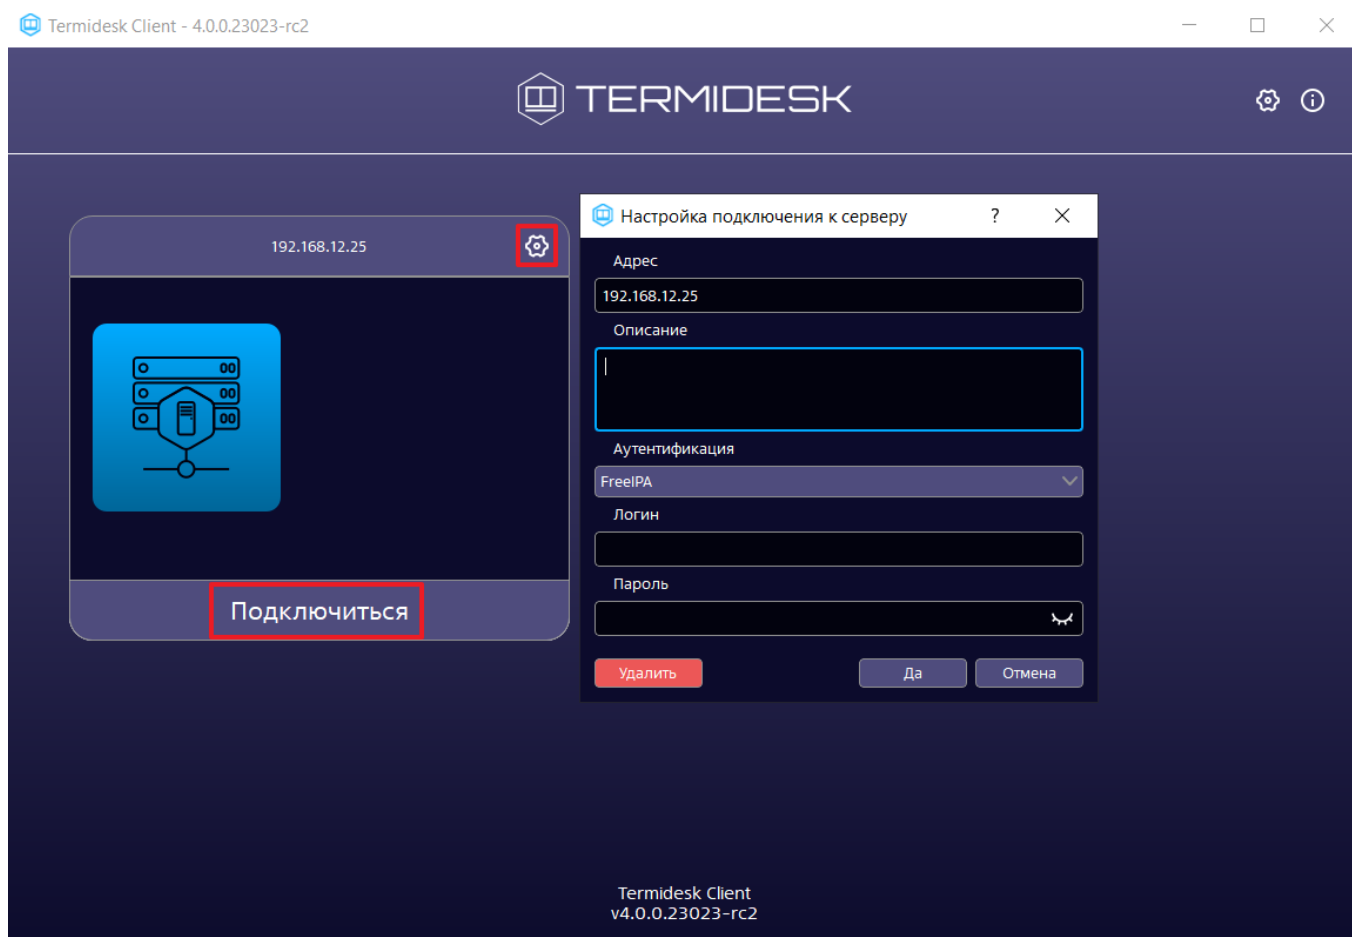 Termidesk Client - 4.0.0.23023-rc2
TERMIDESK
192.168.12.25
Подключиться
Настройка подключения к серверу
?
Адрес
192.168.12.25
Описание
Аутентификация
FreeIPA
Логин
Пароль
Удалить
Да
Отмена
Termidesk Client
v4.0.0.23023-rc2